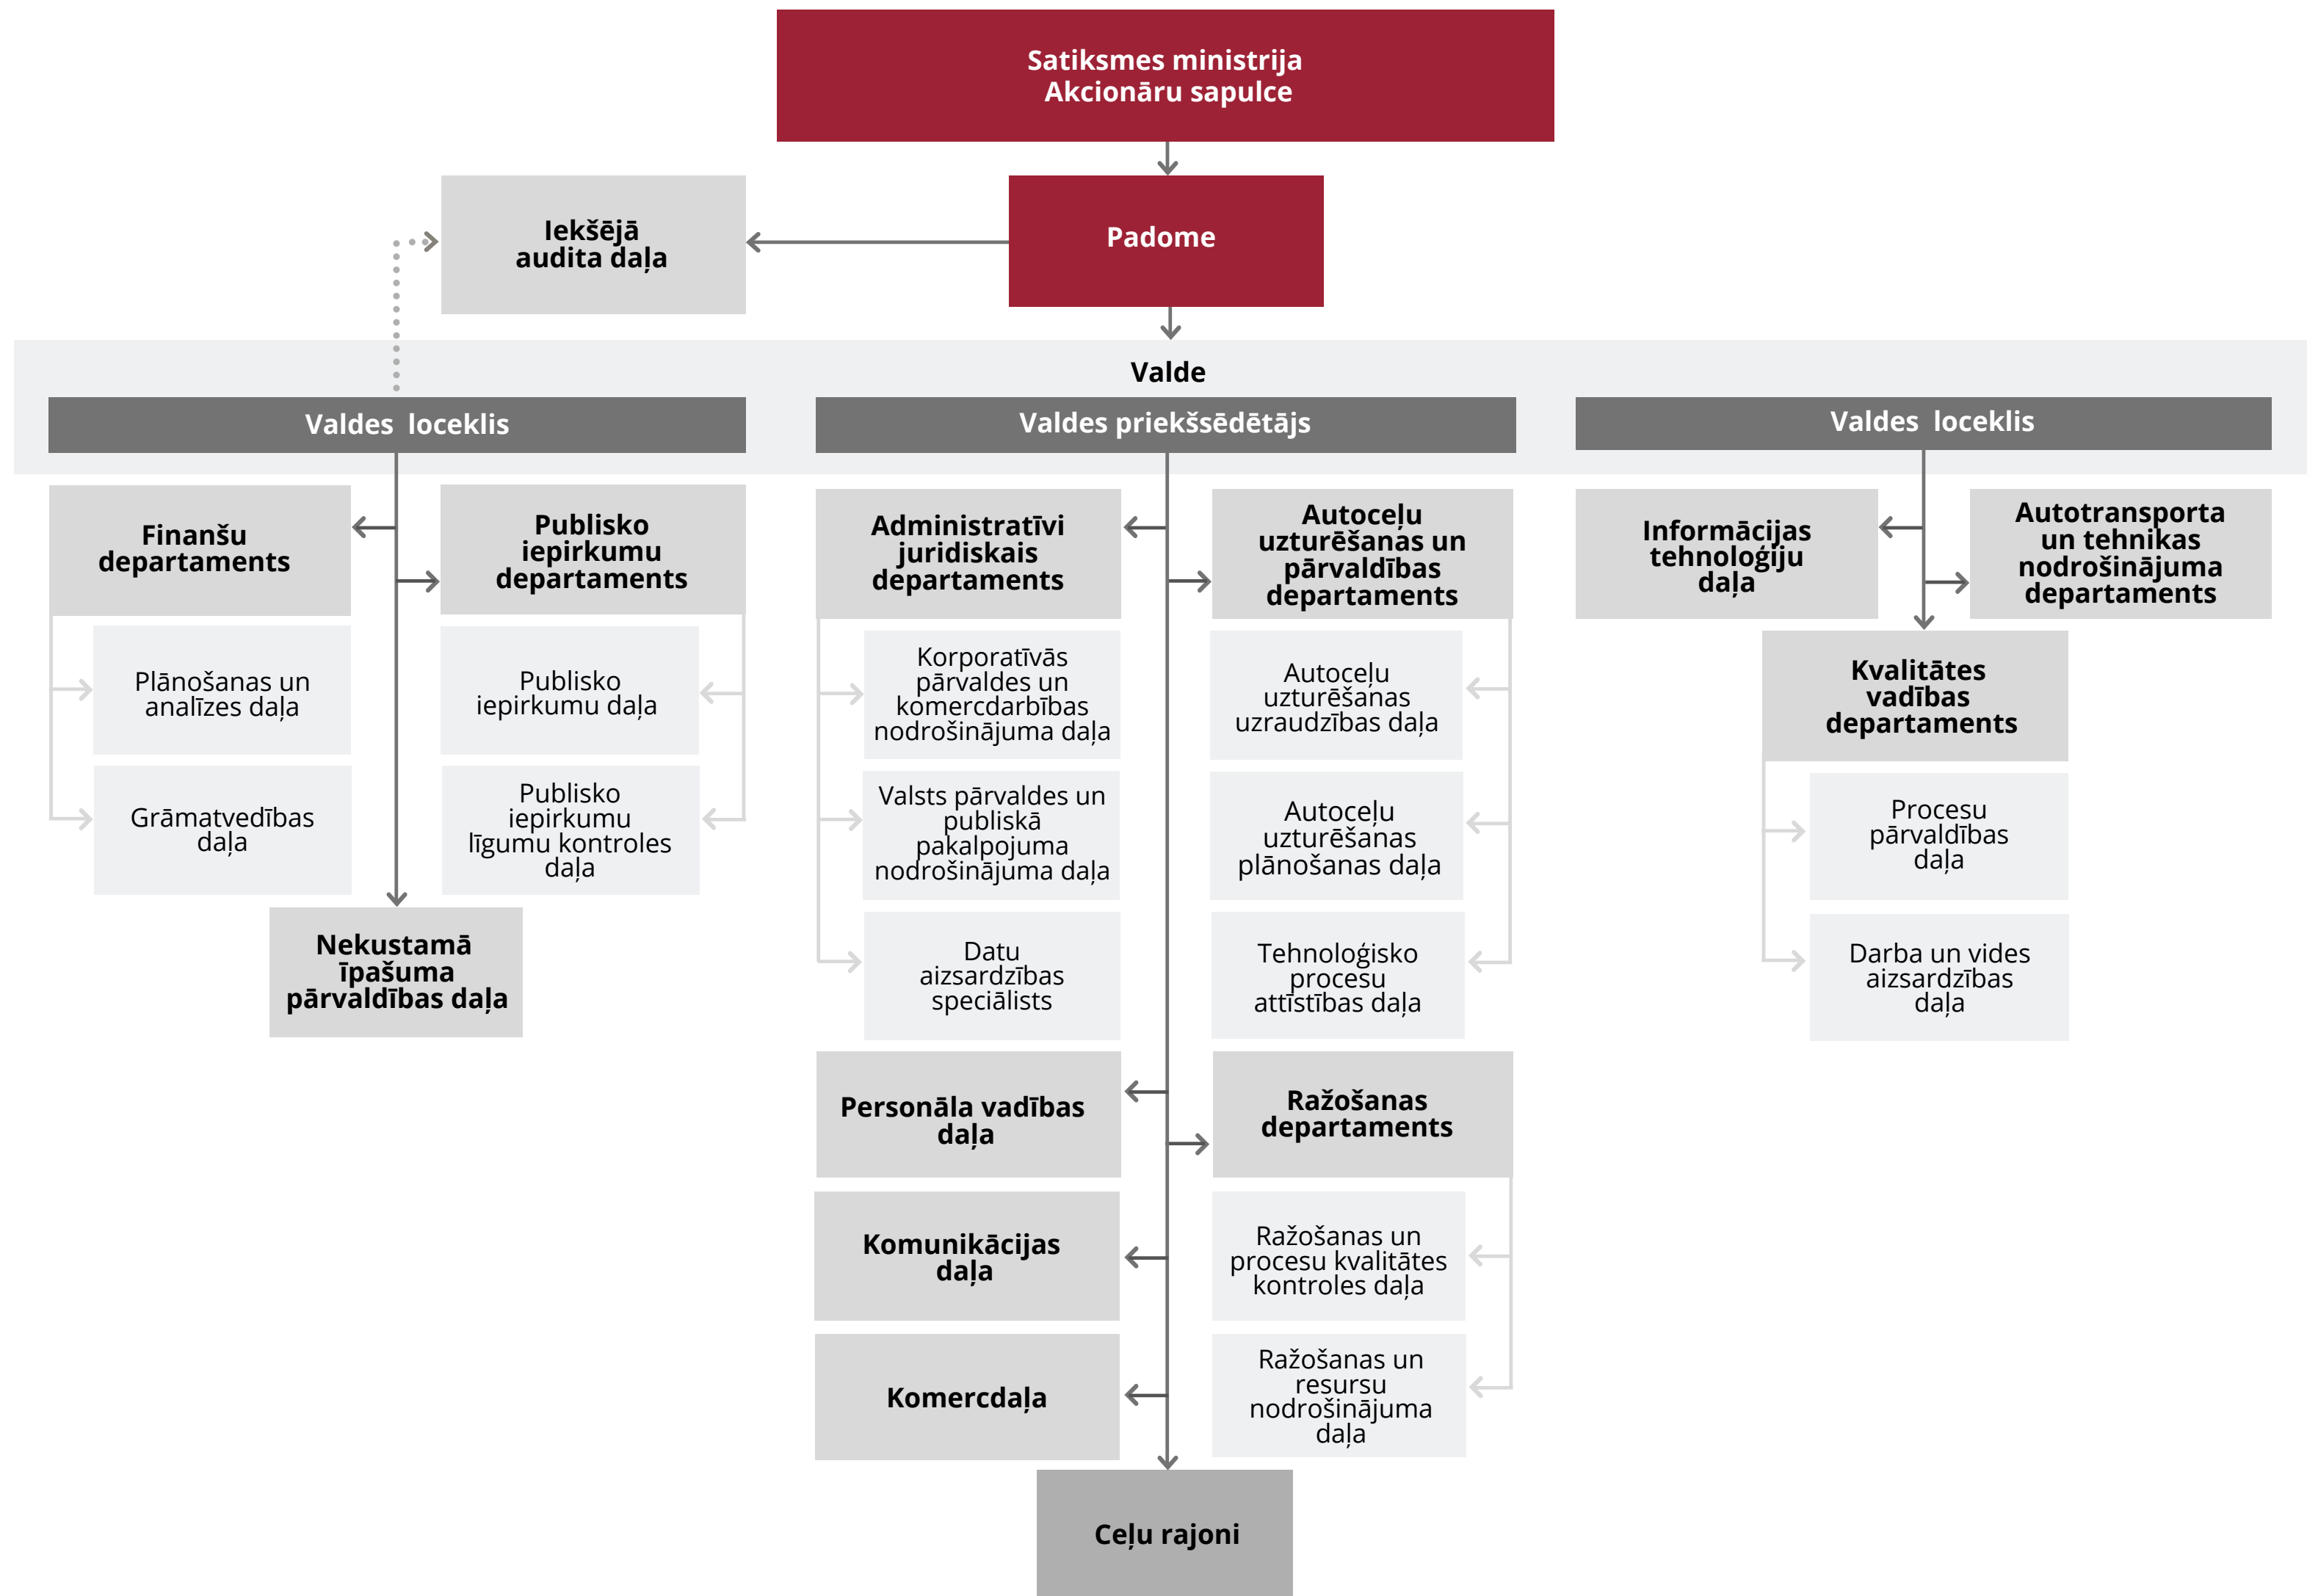 Satiksmes ministrija
Akcionāru sapulce
Iekšējā
audita daļa
Padome
Valde
Valdes loceklis
Valdes priekšsēdētājs
Valdes loceklis
Finanšu
departaments
Publisko
iepirkumu
departaments
Plānošanas un
analīzes daļa
Publisko
iepirkumu daļa
Grāmatvedības
daļa
Publisko
iepirkumu
līgumu kontroles
daļa
Nekustamā
īpašuma
pārvaldības daļa
Administratīvi
juridiskais
departaments
Autoceļu
uzturēšanas un
pārvaldības
departaments
Korporatīvās
pārvaldes un
komercdarbības
nodrošinājuma daļa
Autoceļu
uzturēšanas
uzraudzības daļa
Valsts pārvaldes un
publiskā
pakalpojuma
nodrošinājuma daļa
Autoceļu
uzturēšanas
plānošanas daļa
Datu
aizsardzības
speciālists
Tehnoloģisko
procesu
attīstības daļa
Personāla vadības
daļa
Ražošanas
departaments
Komunikācijas
daļa
Ražošanas un
procesu kvalitātes
kontroles daļa
Komercdaļa
Ražošanas un
resursu
nodrošinājuma
daļa
Ceļu rajoni
Informācijas
tehnoloģiju
daļa
Autotransporta
un tehnikas
nodrošinājuma
departaments
Kvalitātes
vadības
departaments
Procesu
pārvaldības
daļa
Darba un vides
aizsardzības
daļa